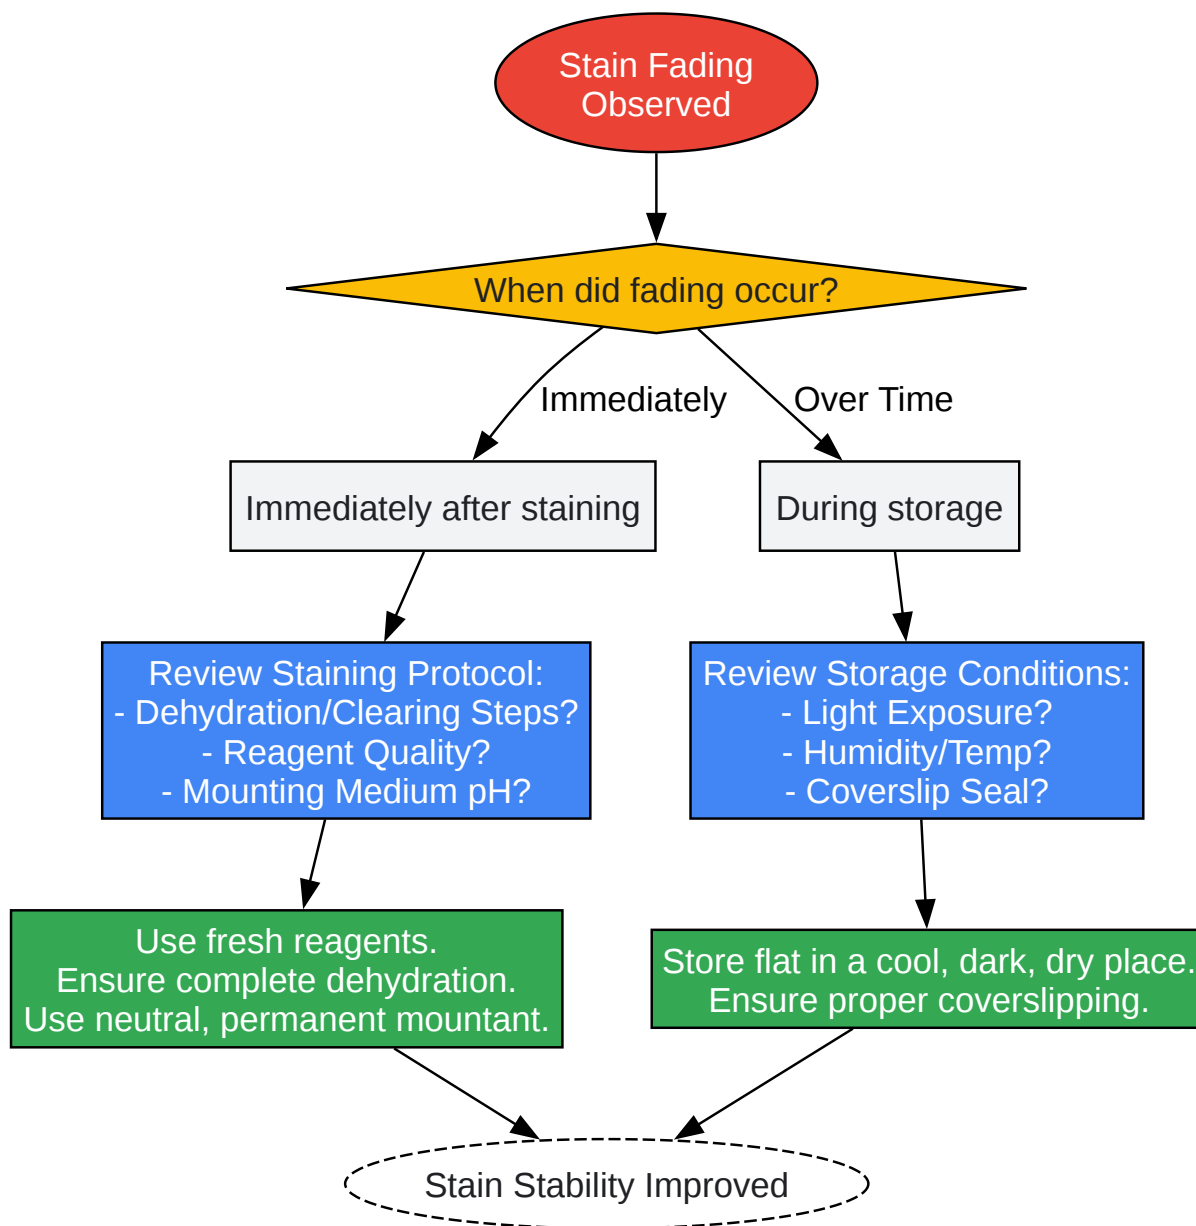 Stain Fading
Observed
When did fading occur?
Immediately
Over Time
Immediately after staining
During storage
Review Staining Protocol:
- Dehydration/Clearing Steps?
- Reagent Quality?
- Mounting Medium pH?
Review Storage Conditions:
- Light Exposure?
- Humidity/Temp?
- Coverslip Seal?
Use fresh reagents.
Ensure complete dehydration.
Use neutral, permanent mountant.
Store flat in a cool, dark, dry place.
Ensure proper coverslipping.
Stain Stability Improved